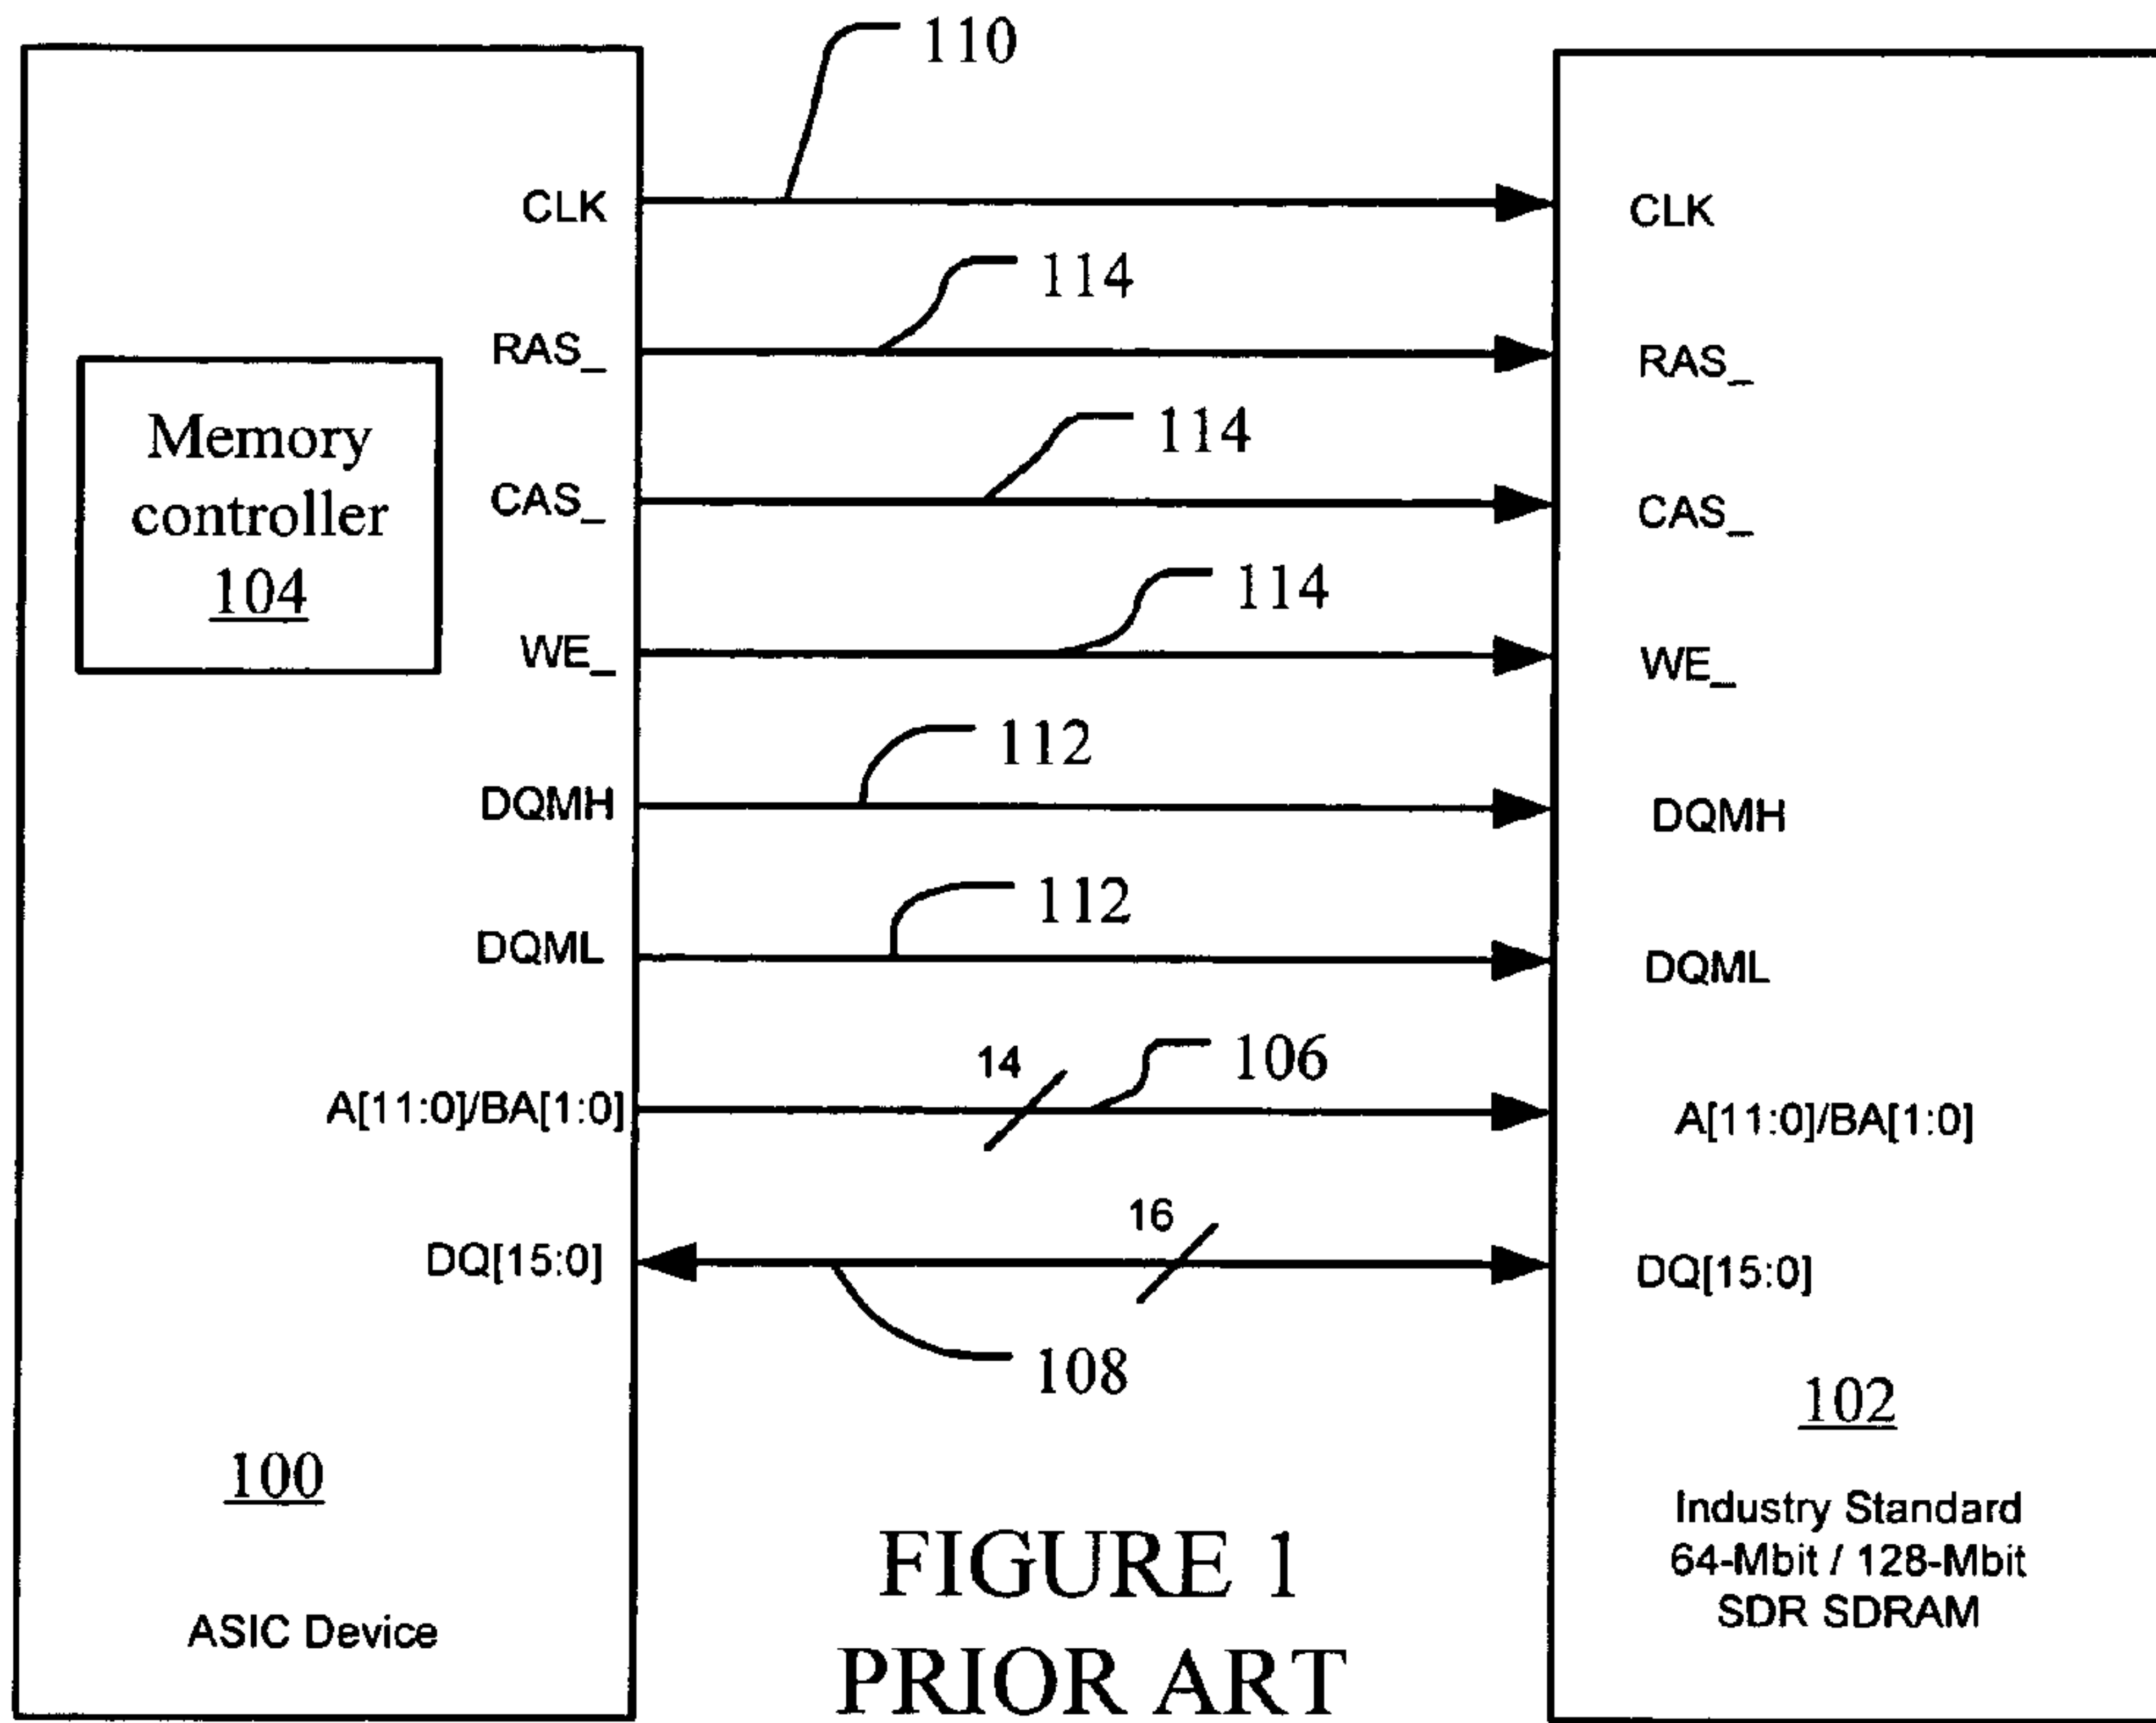 110
CLK
CLK
114
RAS_
RAS_
Memory
controller
104
114
CAS_
CAS_
114
WE_
WE_
112
DQMH
DQMH
112
DQML
DQML
14
106
A[11:0]/BA[1:0]
A[11:0]/BA[1:0]
16
DQ[15:0]
DQ[15:0]
108
102
100
Industry Standard
64-Mbit / 128-Mbit
SDR SDRAM
ASIC Device
FIGURE 1
PRIOR ART